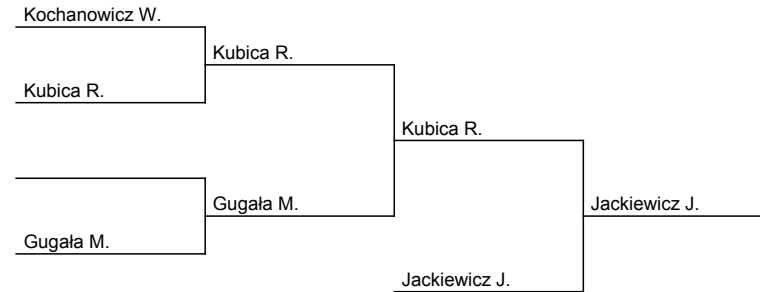 Kochanowicz W.
Kubica R.
Kubica R.
Kubica R.
Gugała M.
Jackiewicz J.
Gugała M.
Jackiewicz J.